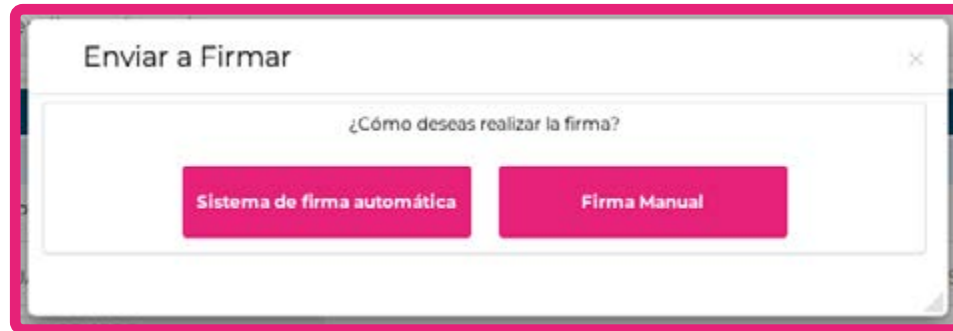 Enviar a Firmar
¿Cómo deseas realizar la firma?
Sistema de firma automática
Firma Manual